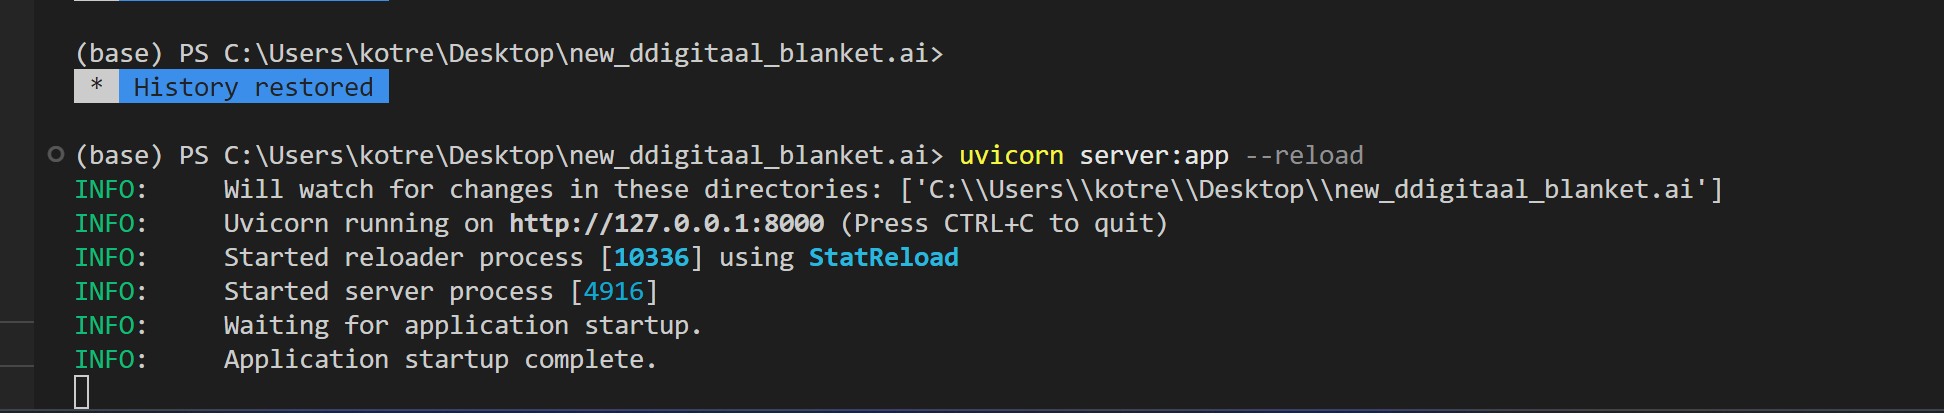 (base) PS C:\Users\kotre\Desktop\new_ddigitaal_blanket.ai>
* History restored
(base) PS C:\Users\kotre\Desktop\new_ddigitaal_blanket.ai> uvicorn server:app --reload
INFO: Will watch for changes in these directories: ['C:\\Users\\kotre\\Desktop\\new_ddigitaal_blanket.ai']
INFO: Uvicorn running on http://127.0.0.1:8000 (Press CTRL+C to quit)
INFO: Started reloader process [10336] using StatReload
INFO: Started server process [4916]
INFO: Waiting for application startup.
INFO: Application startup complete.